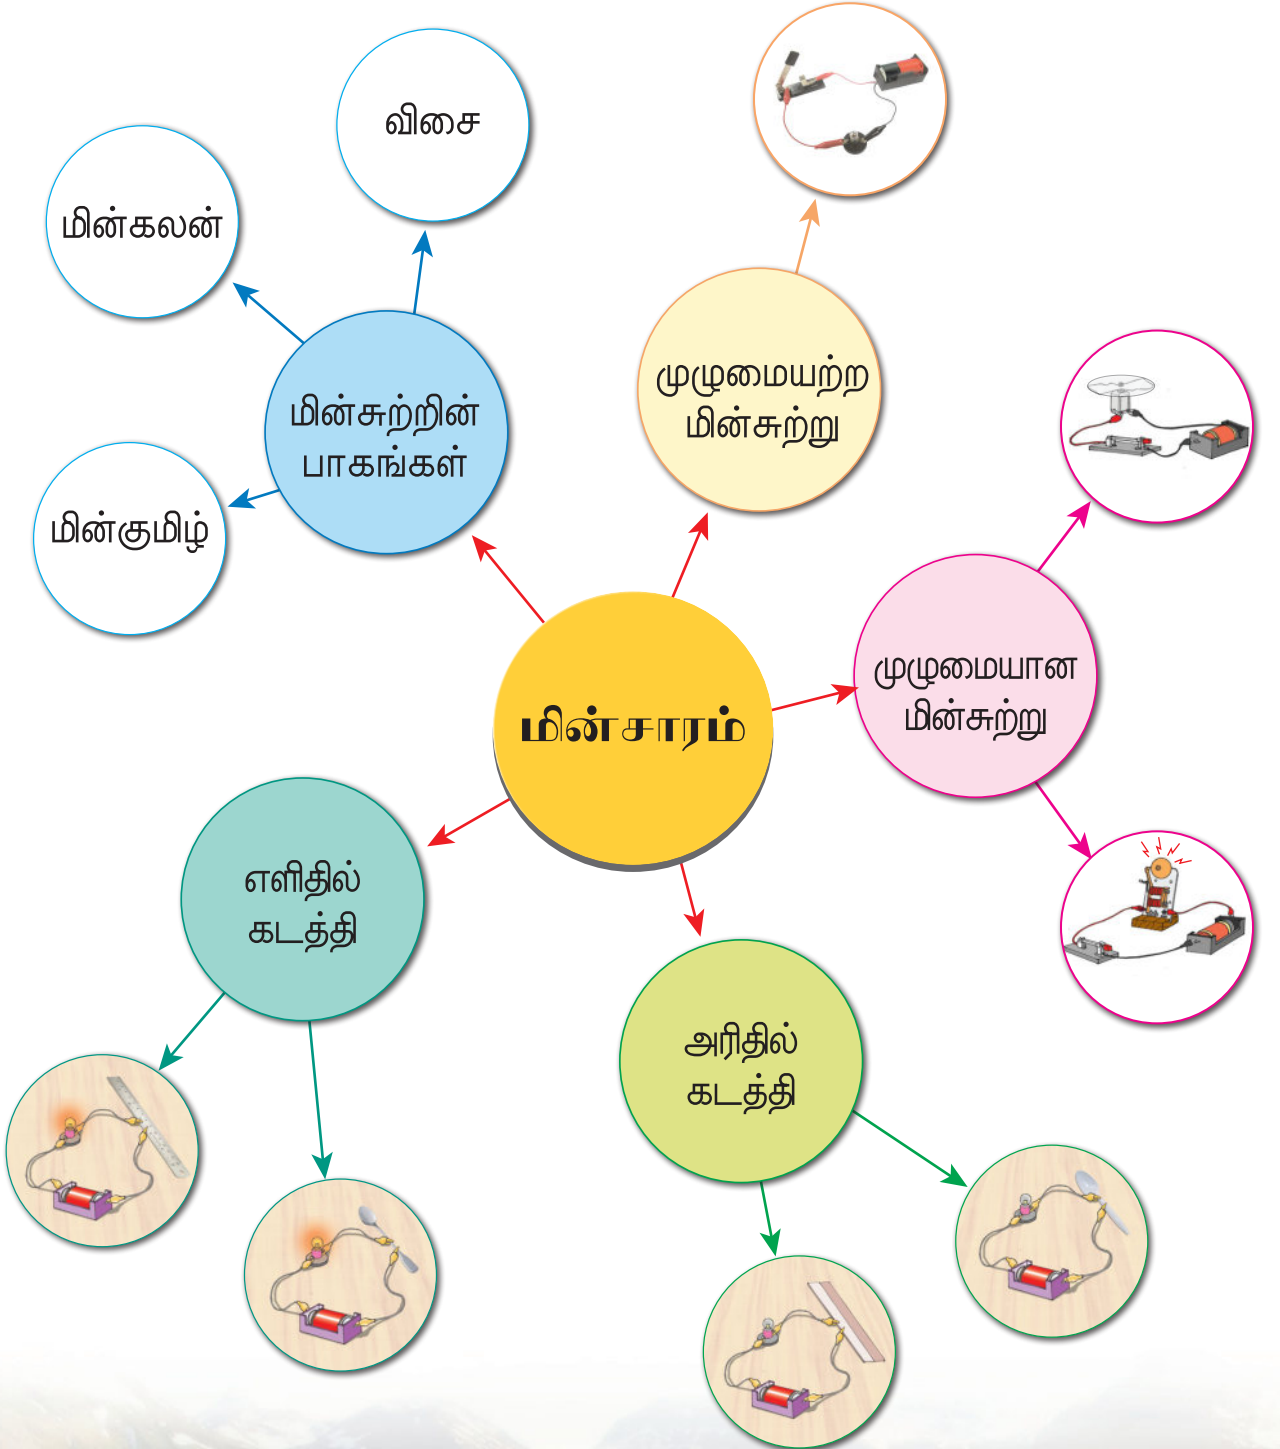 விசை
மின்கலன்
மின்சுற்றின்
பாகங்கள்
மின்குமிழ்
முழுமையற்ற
மின்சுற்று
முழுமையான
மின்சுற்று
மின்சாரம்
எளிதில்
கடத்தி
அரிதில்
கடத்தி